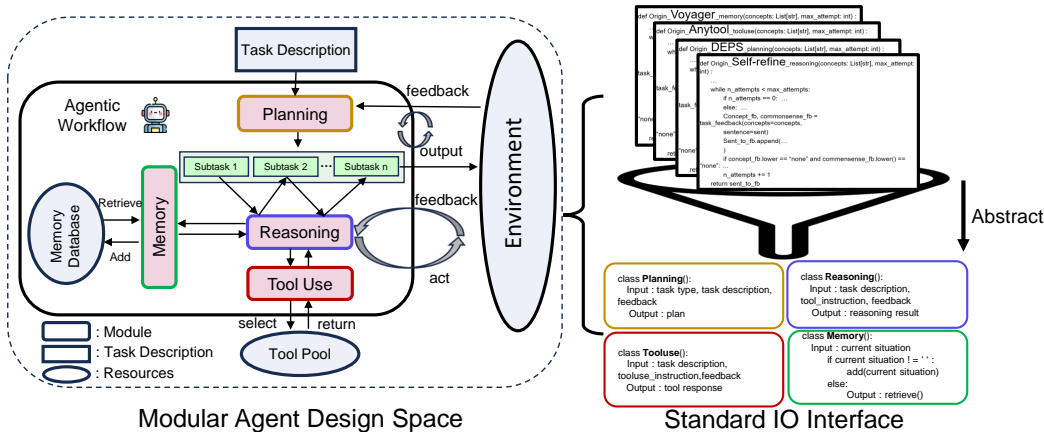 Task Description
Agentic
Workflow
Planning
feedback
output
Subtask 1
Subtask 2
...
Subtask n
feedback
Environment
Memory
Database
Retrieve
Add
Memory
Reasoning
act
Tool Use
select
return
Tool Pool
: Module
: Task Description
: Resources
Modular Agent Design Space
def Origin_Voyager_memory(concepts: List[str], max_attempt: int) :
def Origin_Anytool_tooluse(concepts: List[str], max_attempt: int) :
def Origin_DEPS_planning(concepts: List[str], max_attempt: int) :
def Origin_Self-refine_reasoning(concepts: List[str], max_attempt:
int) :
...
while n_attempts < max_attempts:
if n_attempts == 0: ...
else: ...
Concept_fb, commonsense_fb =
task_feedback(concepts=concepts,
sentence=sent)
Sent_to_fb.append(...
)
if concept_fb.lower == “none” and commensense_fb.lower() ==
"none": ...
n_attempts += 1
return sent_to_fb
Abstract
class Planning():
Input : task type, task description,
feedback
Output : plan
class Reasoning():
Input : task description,
tool_instruction, feedback
Output : reasoning result
class Tooluse():
Input : task description,
tooluse_instruction,feedback
Output : tool response
class Memory():
Input : current situation
if current situation ! = ‘ ’ :
add(current situation)
else:
Output : retrieve()
Standard IO Interface